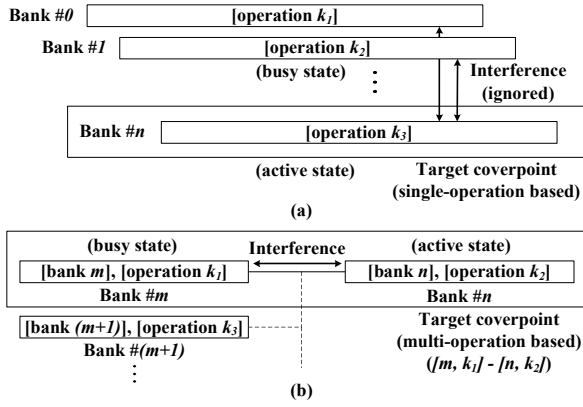 Bank #0 [operation k1]
Bank #1 [operation k2]
(busy state)
Interference
(ignored)
Bank #n [operation k3]
(active state)
Target coverpoint
(single-operation based)
(a)
(busy state) Interference (active state)
[bank m], [operation k1] [bank n], [operation k2]
Bank #m Bank #n
[bank (m+1)], [operation k3]
Bank #(m+1)
Target coverpoint
(multi-operation based)
([m, k1] - [n, k2])
(b)